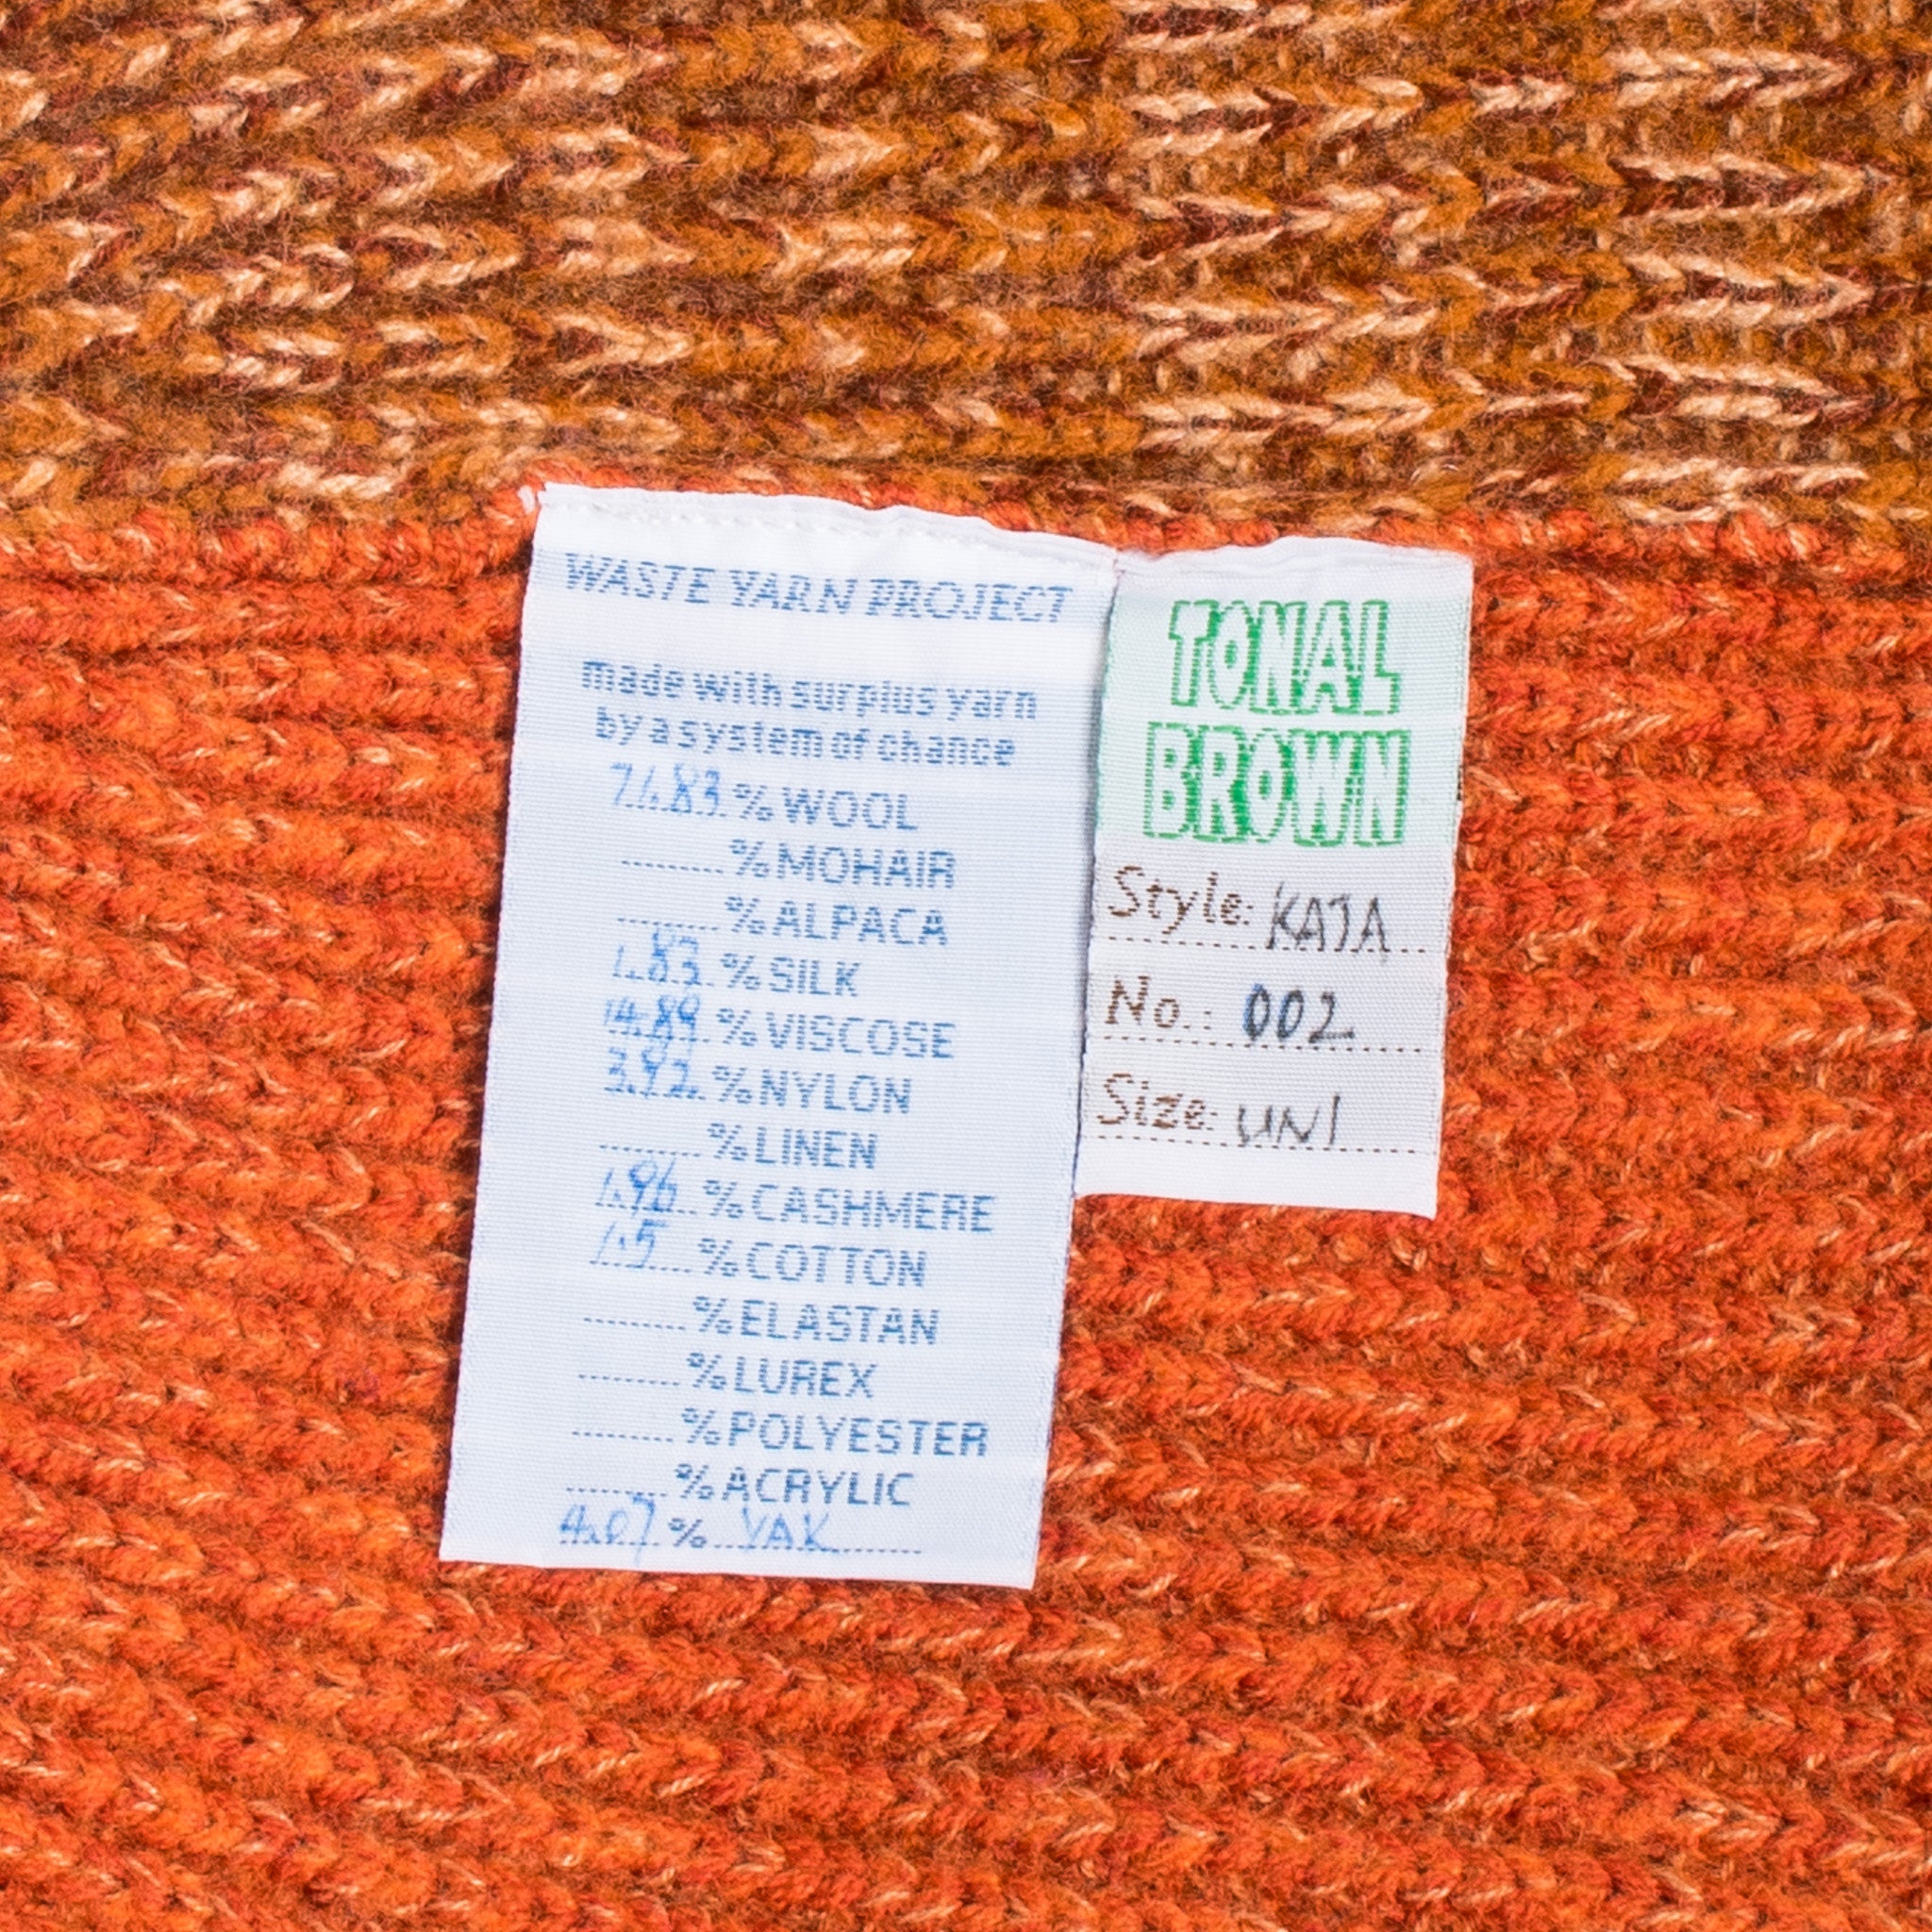 WASTE YARN PROJECT
made with surplus yarn
by a system of chance
71.83 % WOOL
........ % MOHAIR
........ % ALPACA
1.83 % SILK
14.89 % VISCOSE
3.92 % NYLON
........ % LINEN
1.96 % CASHMERE
1.5 % COTTON
........ % ELASTAN
........ % LUREX
........ % POLYESTER
........ % ACRYLIC
4.07 % YAK
TONAL
BROWN
Style: KAJA
No.: 002
Size: UNI